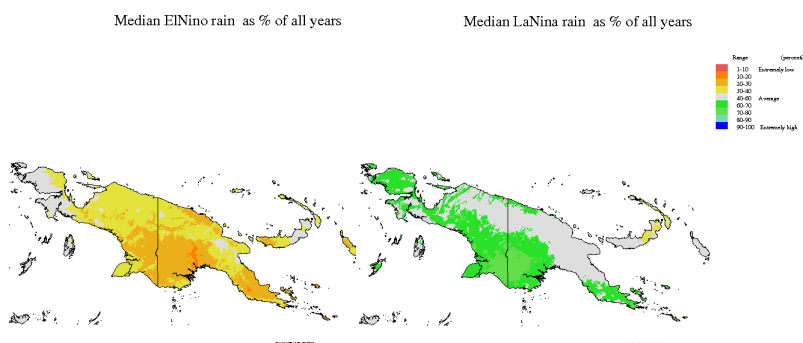 Median ElNino rain as % of all years
Median LaNina rain as % of all years
Range (percent
1-10 Extremely low
10-20
20-30
30-40
40-60 Average
60-70
70-80
80-90
90-100 Extremely high